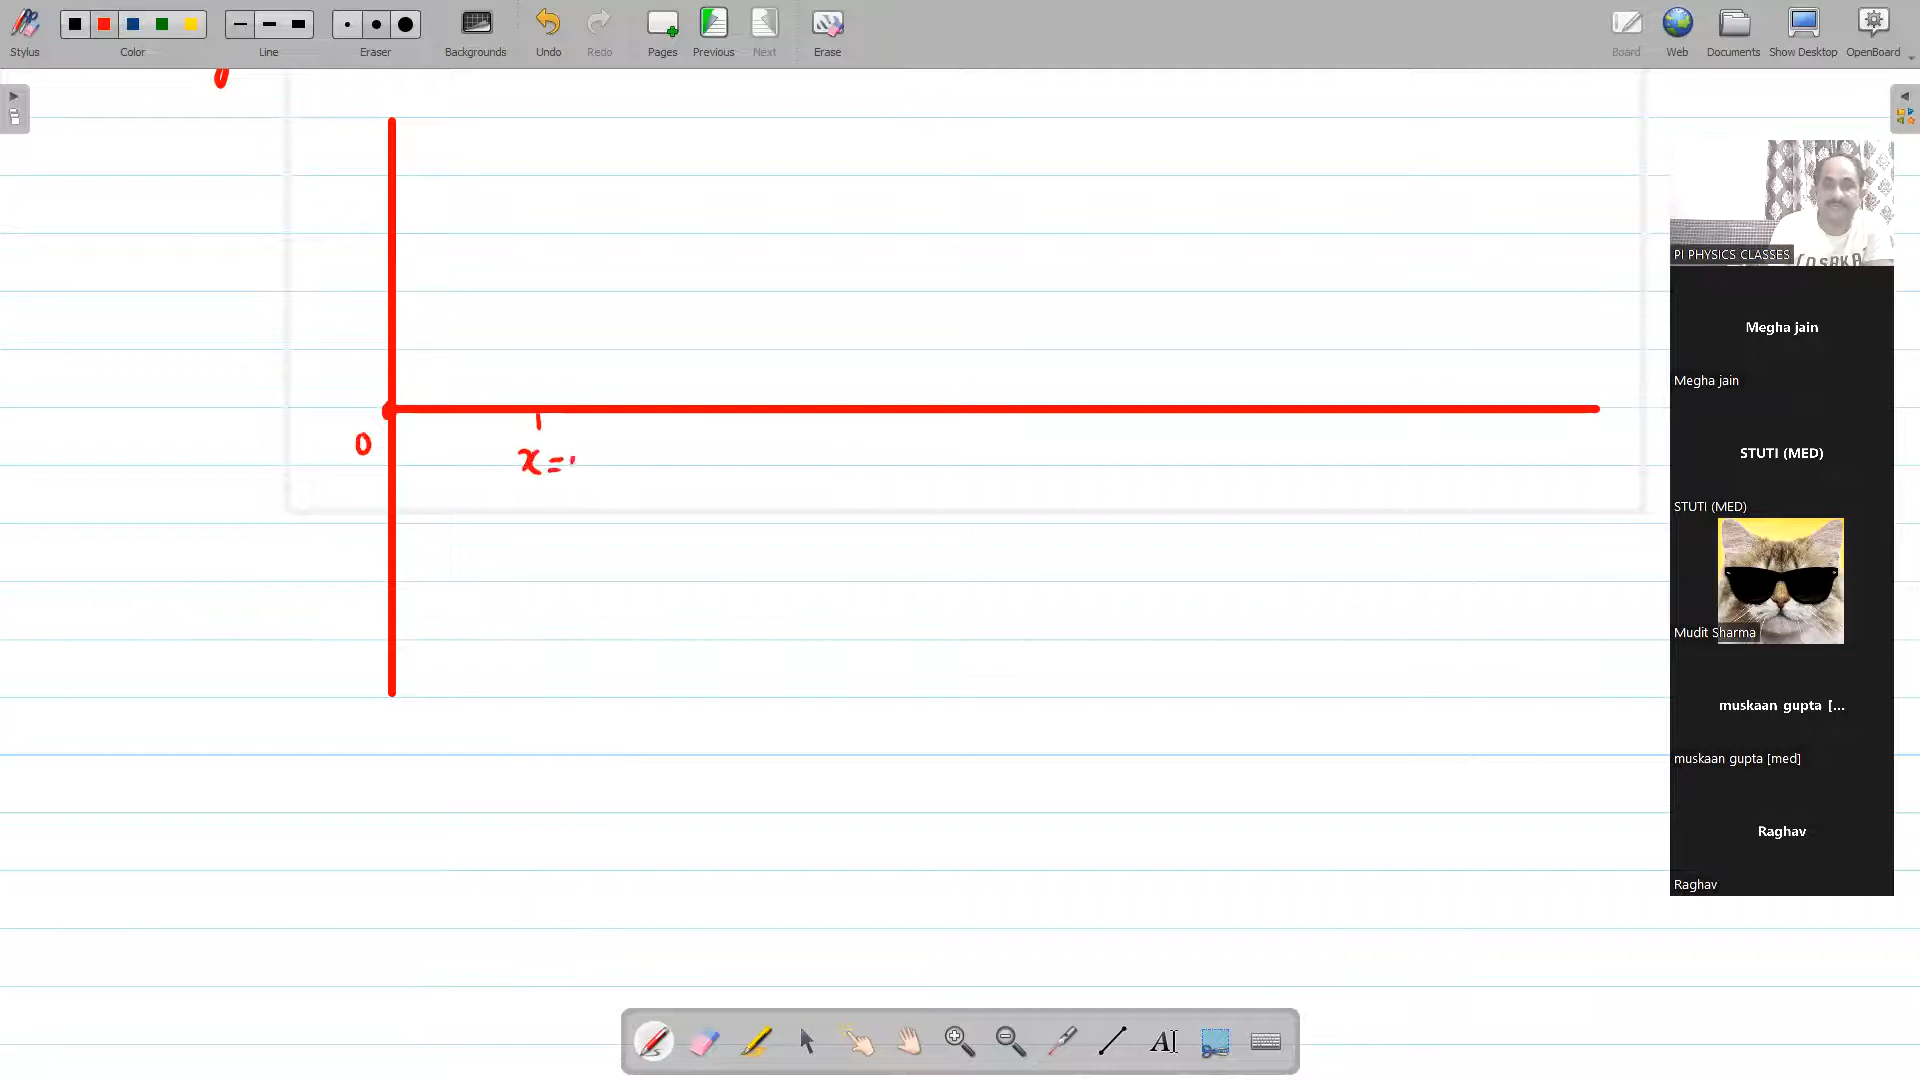 Stylus
Color
Line
Eraser
Backgrounds
Undo
Redo
Pages
Previous
Next
Erase
Board
Web
Documents
Show Desktop
OpenBoard
0
x=
PI PHYSICS CLASSES
Megha jain
Megha jain
STUTI (MED)
STUTI (MED)
Mudit Sharma
muskaan gupta [...
muskaan gupta [med]
Raghav
Raghav